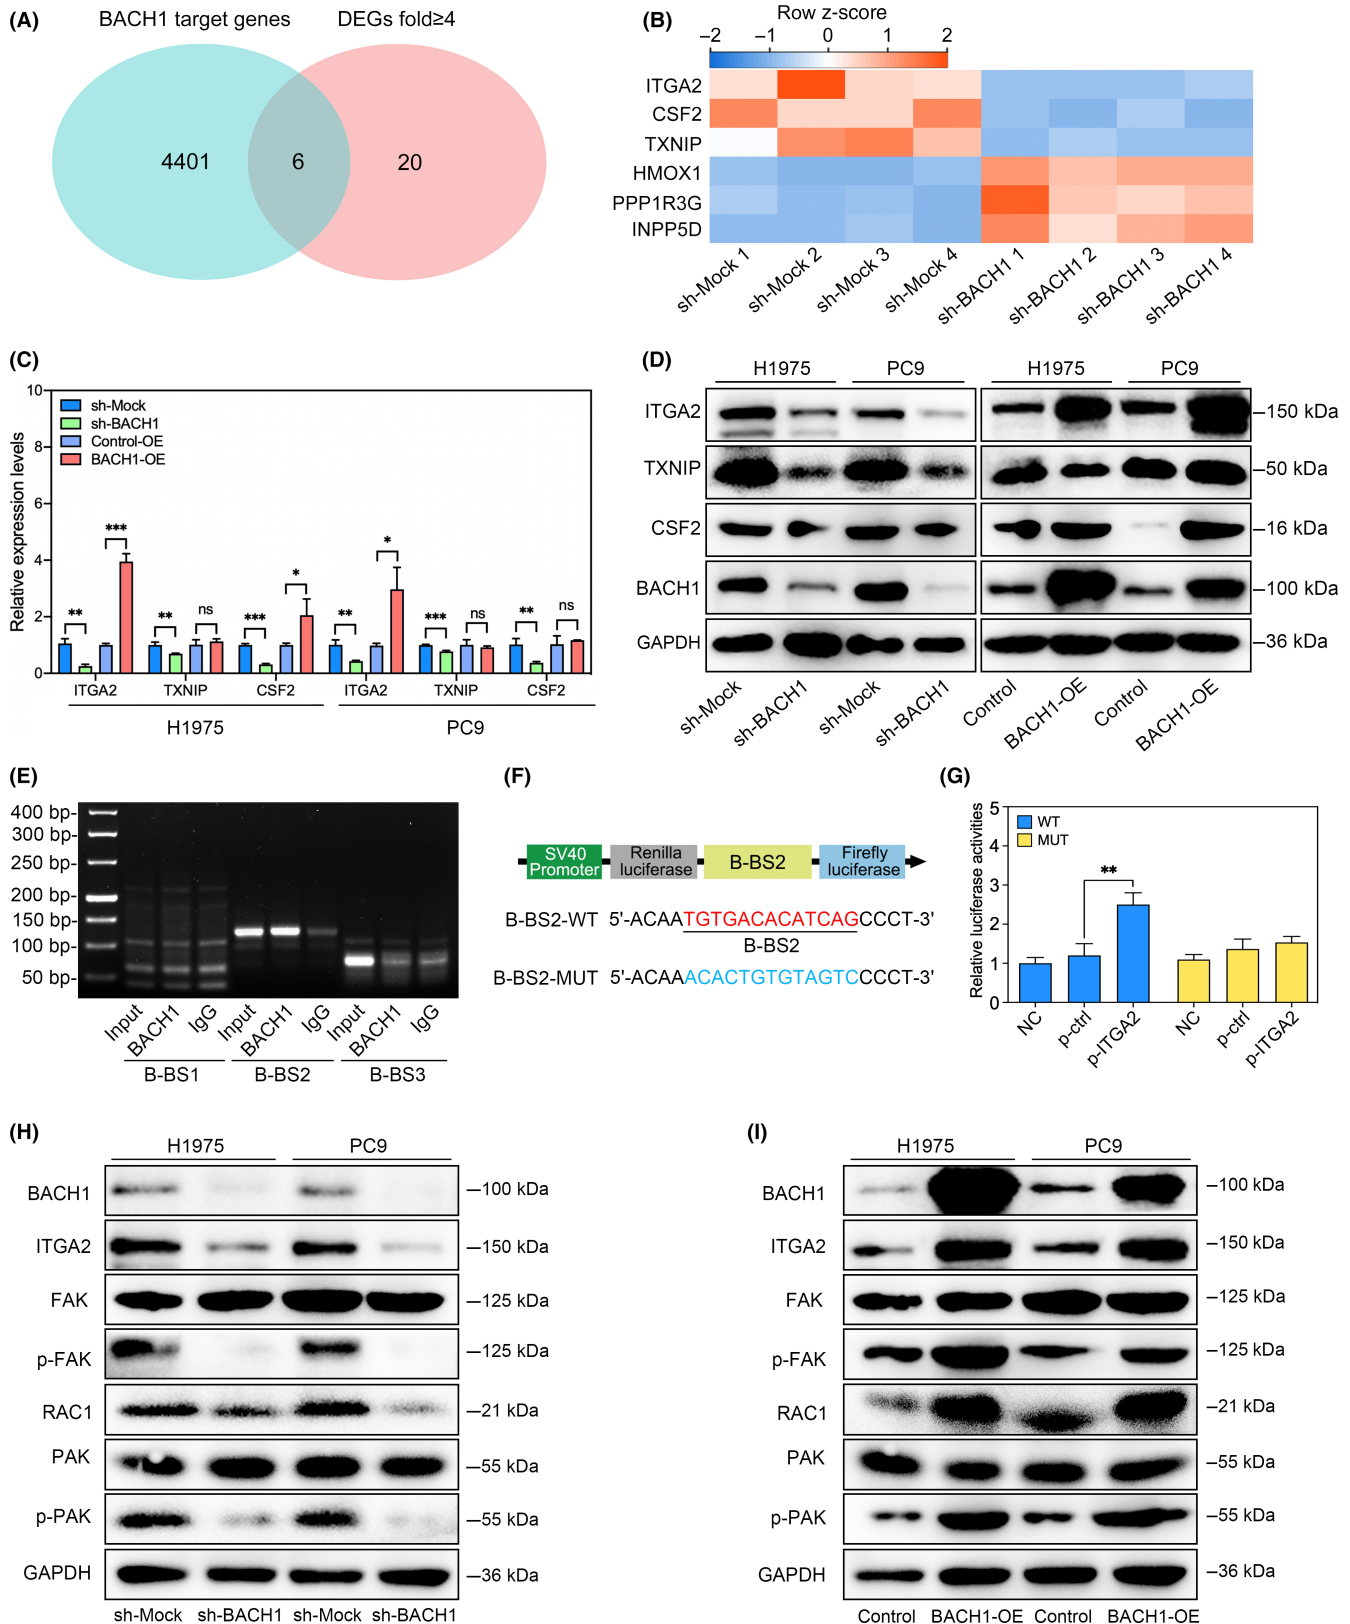 (A)
BACH1 target genes DEGs fold≥4
4401 6 20
(B)
Row z-score
−2 −1 0 1 2
ITGA2
CSF2
TXNIP
HMOX1
PPP1R3G
INPP5D
sh-Mock 1 sh-Mock 2 sh-Mock 3 sh-Mock 4 sh-BACH1 1 sh-BACH1 2 sh-BACH1 3 sh-BACH1 4
(C)
Relative expression levels
10
8
6
4
2
0
sh-Mock
sh-BACH1
Control-OE
BACH1-OE
** *** ** ns *** * ** * *** ns ** ns
ITGA2 TXNIP CSF2 ITGA2 TXNIP CSF2
H1975 PC9
(D)
H1975 PC9 H1975 PC9
ITGA2 –150 kDa
TXNIP –50 kDa
CSF2 –16 kDa
BACH1 –100 kDa
GAPDH –36 kDa
sh-Mock sh-BACH1 sh-Mock sh-BACH1 Control BACH1-OE Control BACH1-OE
(E)
400 bp-
300 bp-
250 bp-
200 bp-
150 bp-
100 bp-
50 bp-
Input BACH1 IgG Input BACH1 IgG Input BACH1 IgG
B-BS1 B-BS2 B-BS3
(F)
SV40 Promoter Renilla luciferase B-BS2 Firefly luciferase
B-BS2-WT 5'-ACAATGTGACACATCAGCCCT-3'
B-BS2
B-BS2-MUT 5'-ACAAACACTGTGTAGTCCCCT-3'
(G)
Relative luciferase activities
5
4
3
2
1
0
WT
MUT
**
NC p-ctrl p-ITGA2 NC p-ctrl p-ITGA2
(H)
H1975 PC9
BACH1 –100 kDa
ITGA2 –150 kDa
FAK –125 kDa
p-FAK –125 kDa
RAC1 –21 kDa
PAK –55 kDa
p-PAK –55 kDa
GAPDH –36 kDa
sh-Mock sh-BACH1 sh-Mock sh-BACH1
(I)
H1975 PC9
BACH1 –100 kDa
ITGA2 –150 kDa
FAK –125 kDa
p-FAK –125 kDa
RAC1 –21 kDa
PAK –55 kDa
p-PAK –55 kDa
GAPDH –36 kDa
Control BACH1-OE Control BACH1-OE